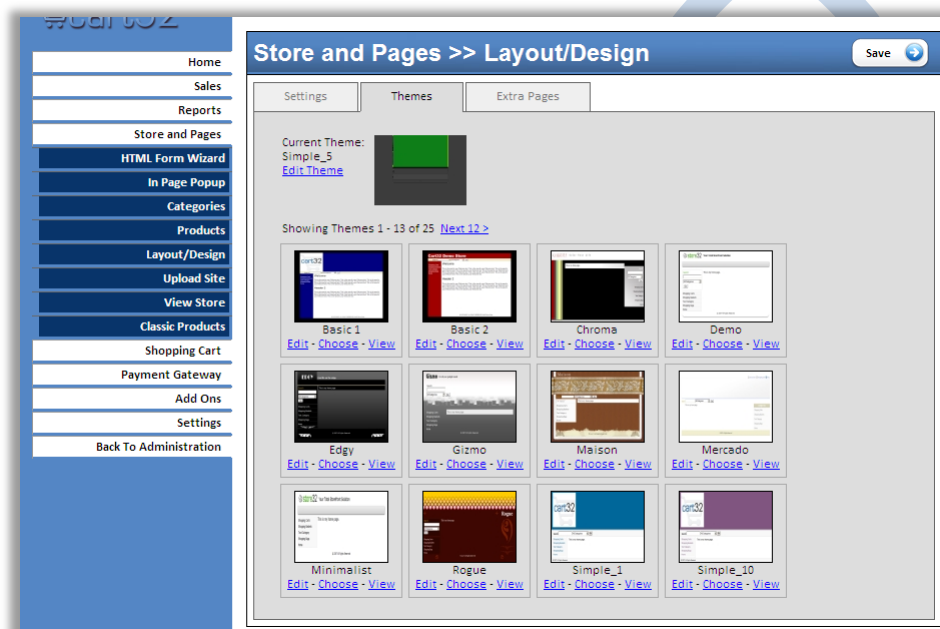 cart32
Home
Sales
Reports
Store and Pages
HTML Form Wizard
In Page Popup
Categories
Products
Layout/Design
Upload Site
View Store
Classic Products
Shopping Cart
Payment Gateway
Add Ons
Settings
Back To Administration
Store and Pages >> Layout/Design
Save
Settings Themes Extra Pages
Current Theme:
Simple_5
Edit Theme
Showing Themes 1 - 13 of 25 Next 12 >
cart32
Basic 1 Basic 2 Chroma Demo
Edit - Choose - View Edit - Choose - View Edit - Choose - View Edit - Choose - View
Edgy Gizmo Maison Mercado
Edit - Choose - View Edit - Choose - View Edit - Choose - View Edit - Choose - View
cart32 cart32
Minimalist Rogue Simple_1 Simple_10
Edit - Choose - View Edit - Choose - View Edit - Choose - View Edit - Choose - View